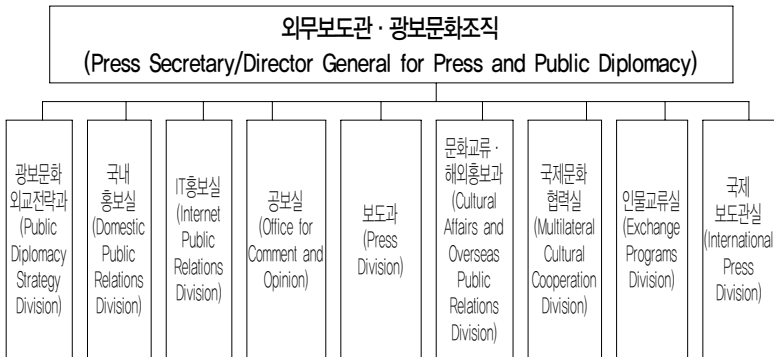 외무보도관 · 광보문화조직
(Press Secretary/Director General for Press and Public Diplomacy)
광보문화
외교전략과
(Public
Diplomacy
Strategy
Division)
국내
홍보실
(Domestic
Public
Relations
Division)
IT홍보실
(Internet
Public
Relations
Division)
공보실
(Office for
Comment and
Opinion)
보도과
(Press
Division)
문화교류 ·
해외홍보과
(Cultural
Affairs and
Overseas
Public
Relations
Division)
국제문화
협력실
(Multilateral
Cultural
Cooperation
Division)
인물교류실
(Exchange
Programs
Division)
국제
보도관실
(International
Press
Division)